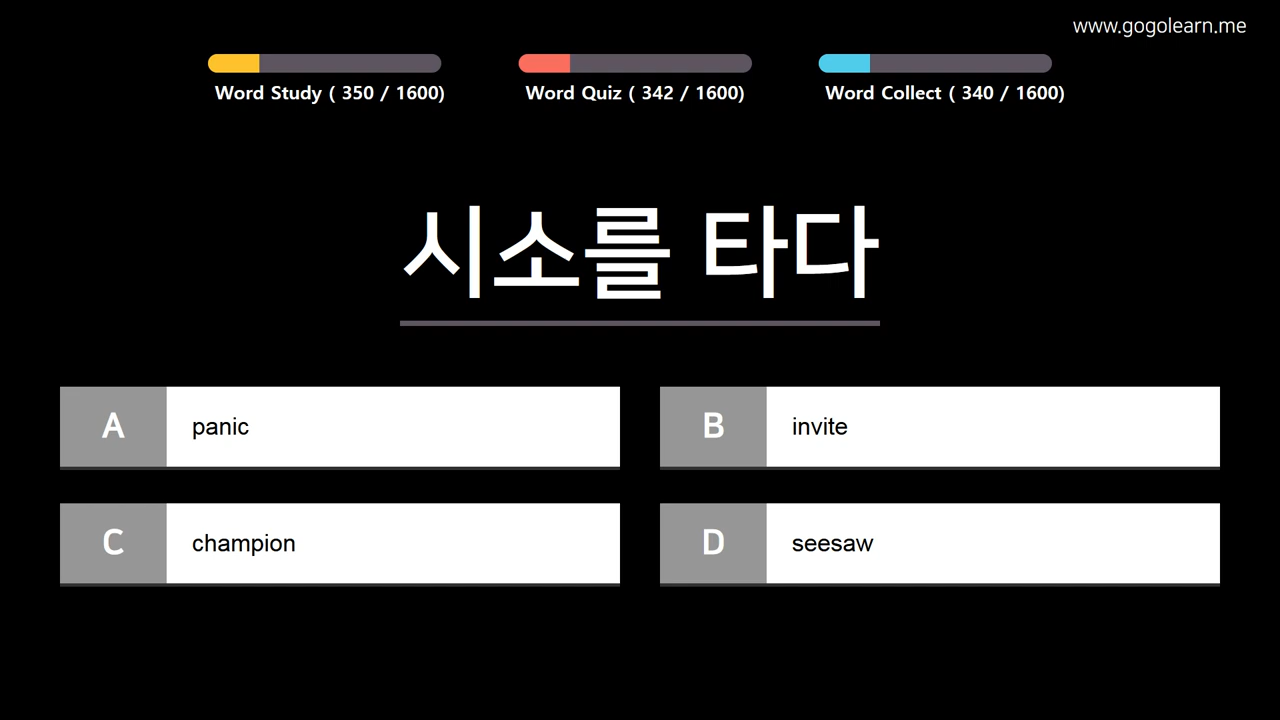 www.gogolearn.me
Word Study ( 350 / 1600)
Word Quiz ( 342 / 1600)
Word Collect ( 340 / 1600)
시소를 타다
A panic
B invite
C champion
D seesaw